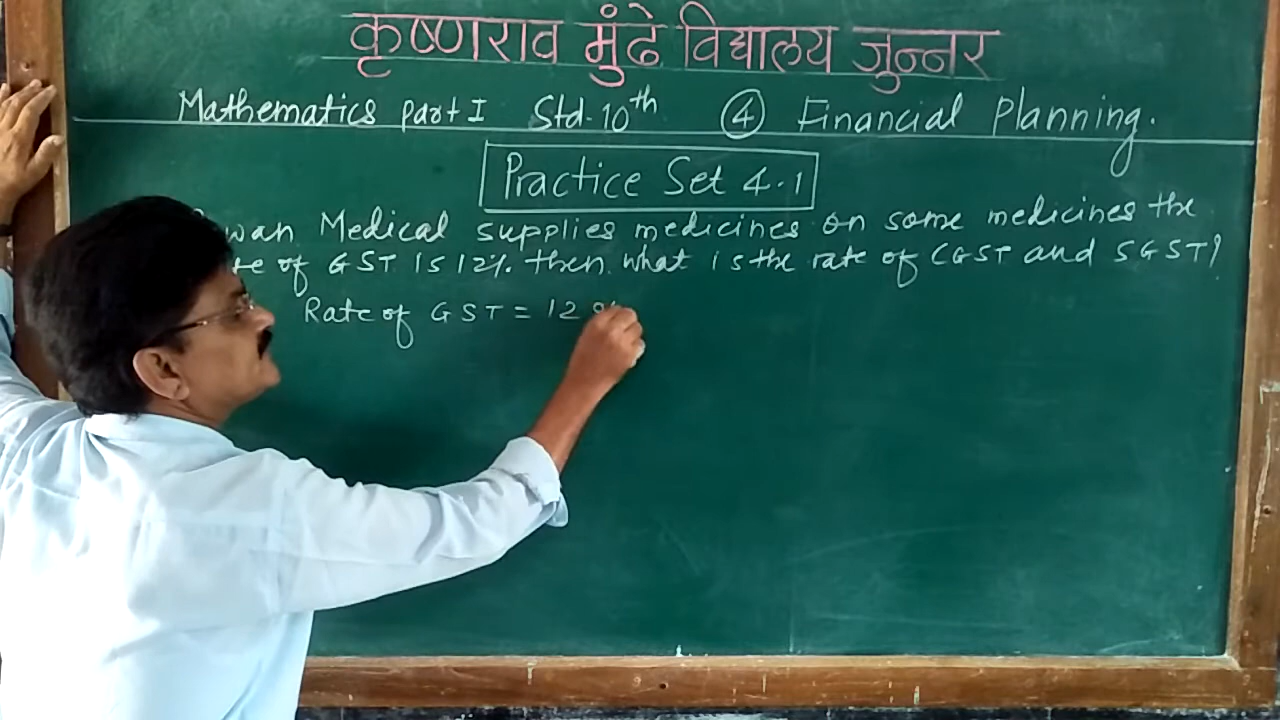 कृष्णराव मुंढे विद्यालय जुन्नर
Mathematics part I Std. 10th ④ Financial Planning.
Practice Set 4.1
Medical supplies medicines on some medicines the
of GST is 12%. then what is the rate of CGST and SGST?
Rate of GST = 12 %